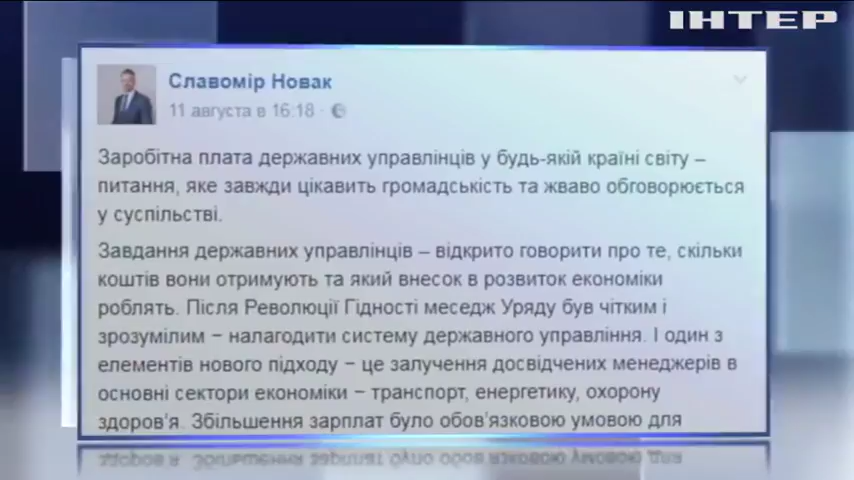 ІНТЕР
Славомір Новак
11 августа в 16:18 ·
Заробітна плата державних управлінців у будь-якій країні світу –
питання, яке завжди цікавить громадськість та жваво обговорюється
у суспільстві.
Завдання державних управлінців – відкрито говорити про те, скільки
коштів вони отримують та який внесок в розвиток економіки
роблять. Після Революції Гідності меседж Уряду був чітким і
зрозумілим – налагодити систему державного управління. І один з
елементів нового підходу – це залучення досвідчених менеджерів в
основні сектори економіки – транспорт, енергетику, охорону
здоров'я. Збільшення зарплат було обов'язковою умовою для